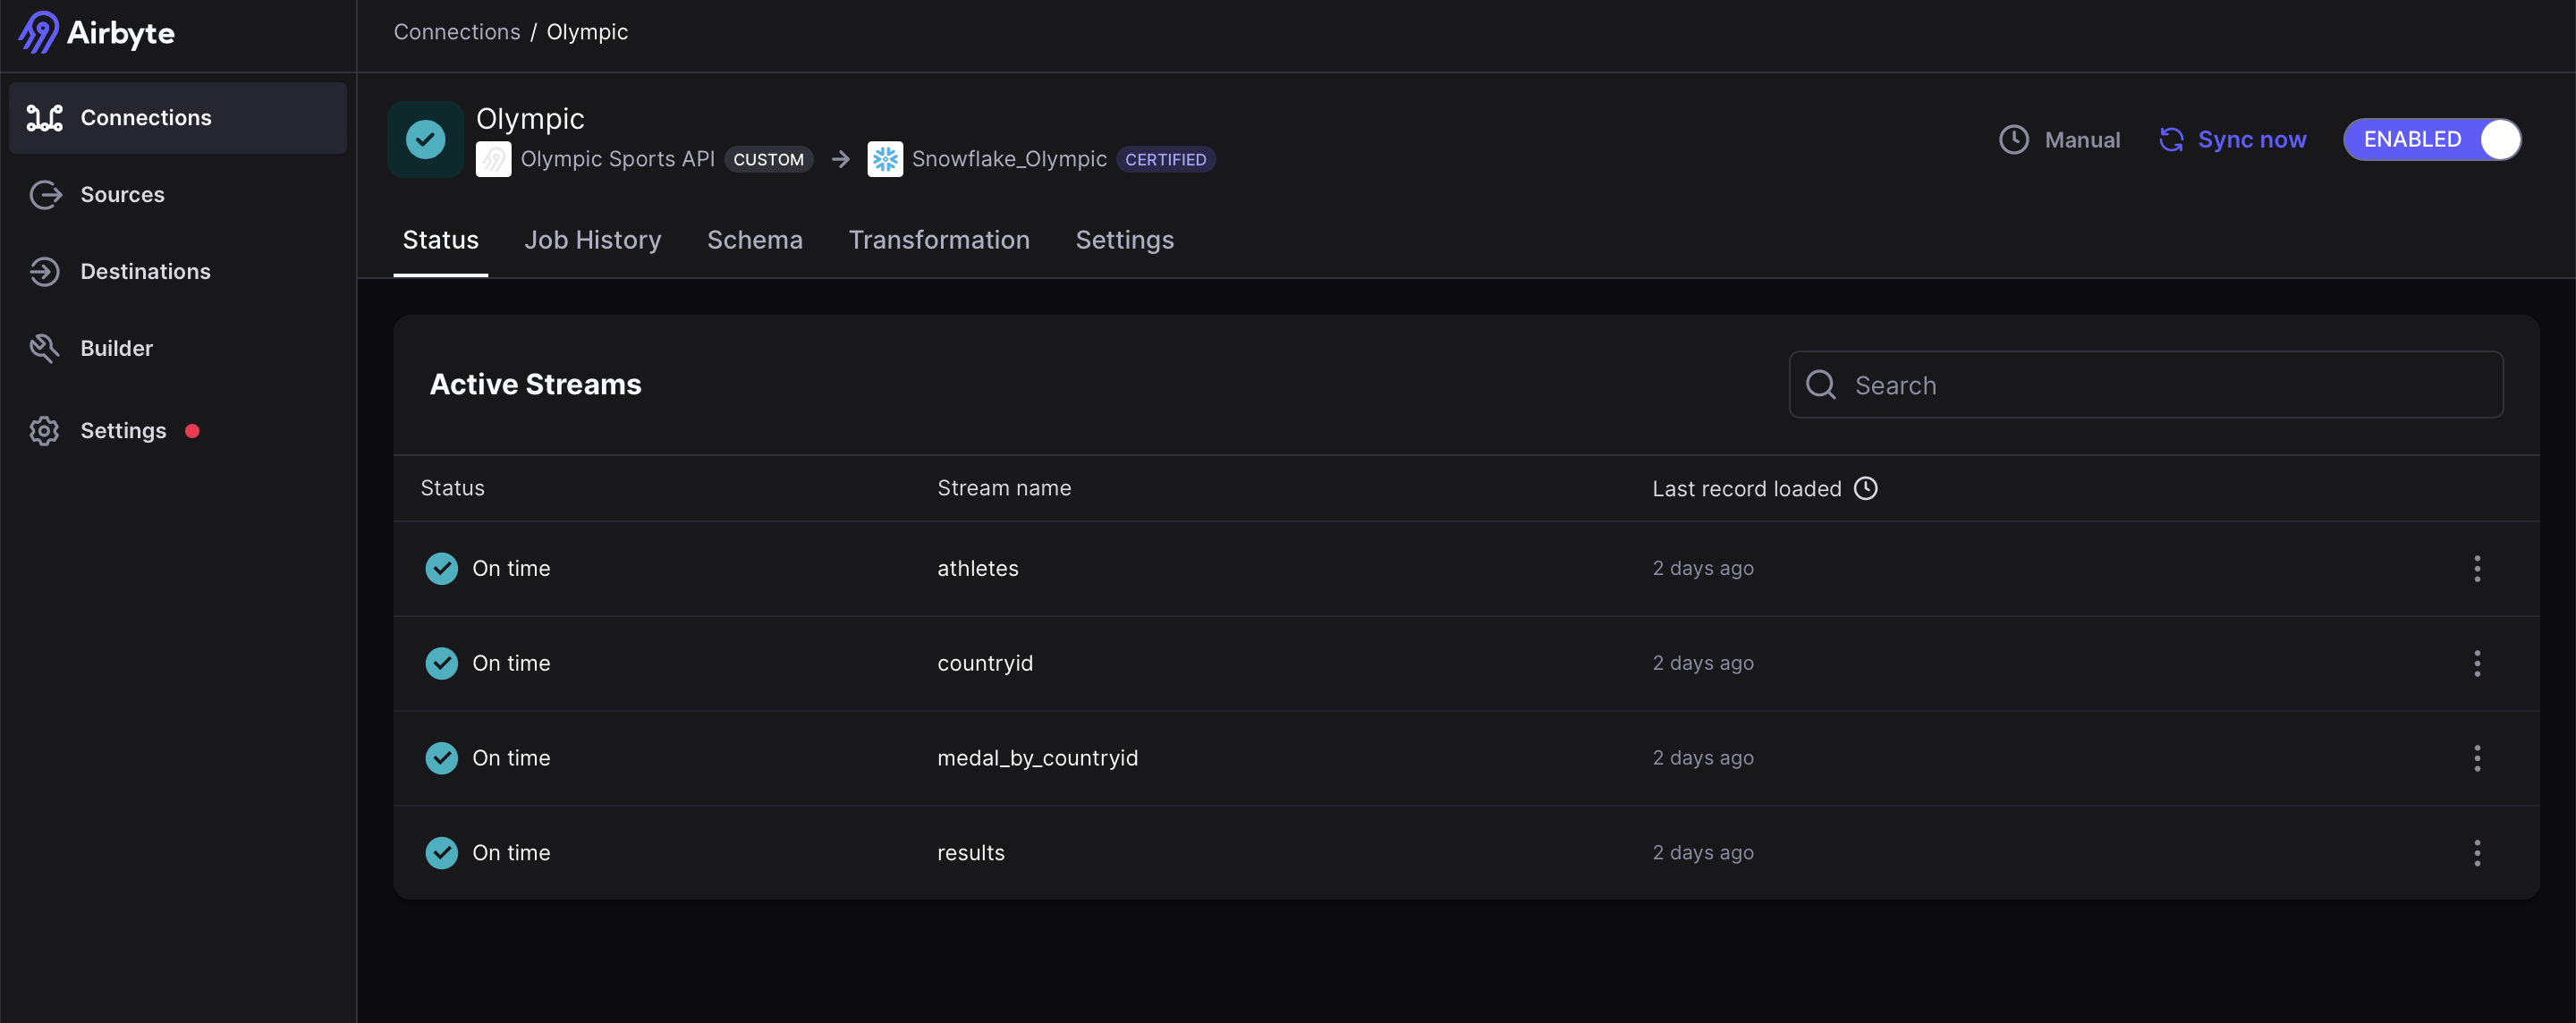 Airbyte
Connections / Olympic
Connections
Sources
Destinations
Builder
Settings
Olympic
Olympic Sports API CUSTOM Snowflake_Olympic CERTIFIED
Manual Sync now ENABLED
Status Job History Schema Transformation Settings
Active Streams
Search
Status Stream name Last record loaded
On time athletes 2 days ago
On time countryid 2 days ago
On time medal_by_countryid 2 days ago
On time results 2 days ago